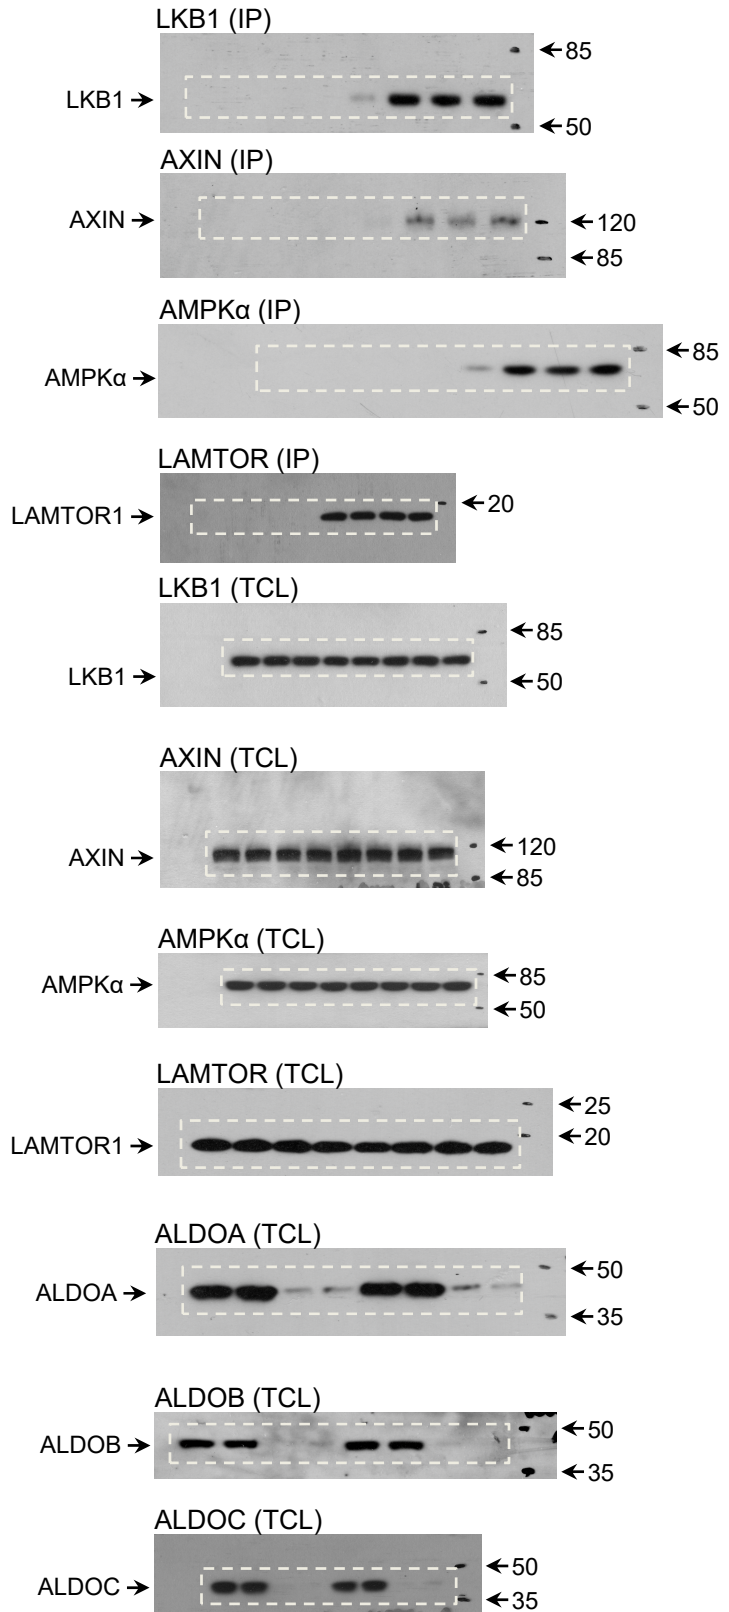 LKB1 (IP)
←85
LKB1→
←50
AXIN (IP)
AXIN→
←120
←85
AMPKα (IP)
←85
AMPKα→
←50
LAMTOR (IP)
←20
LAMTOR1→
LKB1 (TCL)
←85
LKB1→
←50
AXIN (TCL)
←120
AXIN→
←85
AMPKα (TCL)
←85
AMPKα→
←50
LAMTOR (TCL)
←25
←20
LAMTOR1→
ALDOA (TCL)
←50
ALDOA→
←35
ALDOB (TCL)
←50
ALDOB→
←35
ALDOC (TCL)
←50
ALDOC→
←35